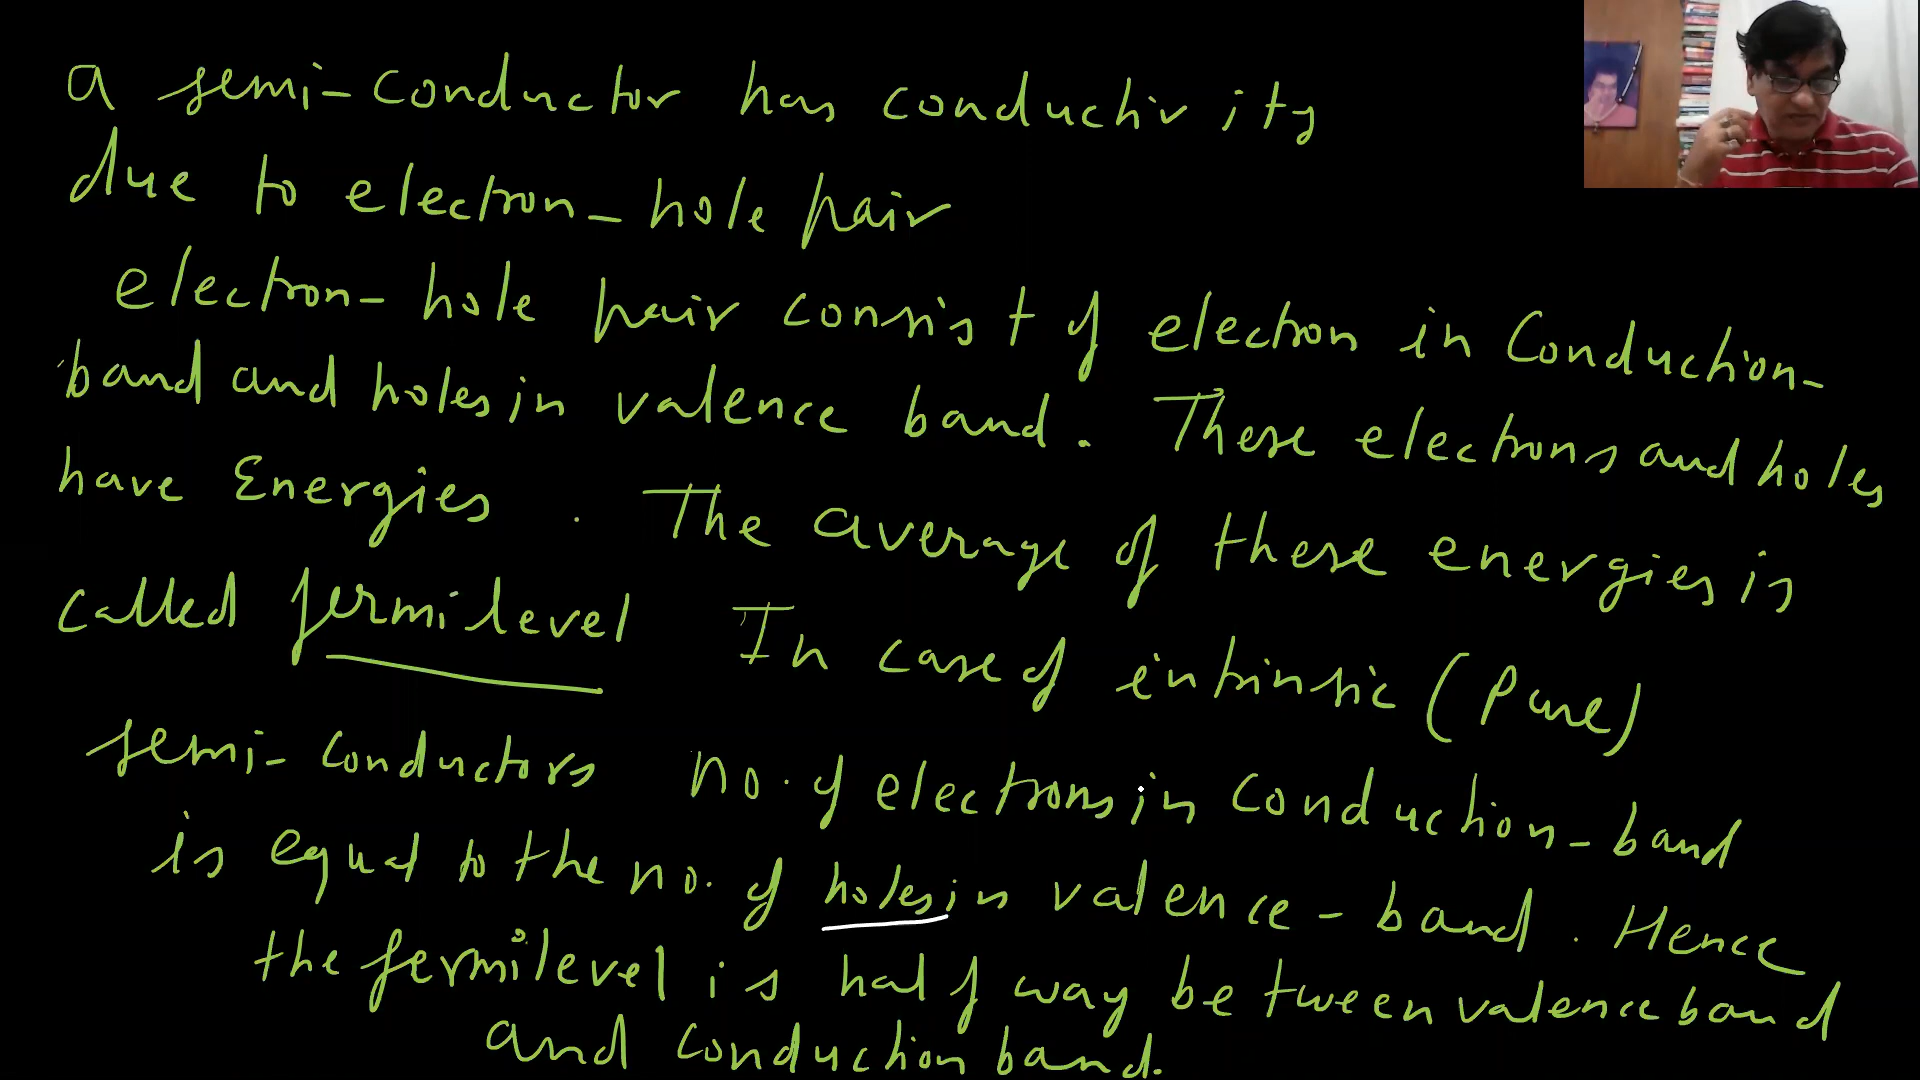 a semi-conductor has conductivity
due to electron-hole pair
electron-hole pair consist of electron in Conduction-
band and holes in valence band. These electrons and holes
have Energies. The average of these energies is
called fermi level In case of intrinsic (Pure)
semi-conductors no. of electrons in conduction-band
is equal to the no. of holes in valence-band. Hence
the fermi level is half way between valence band
and conduction band.